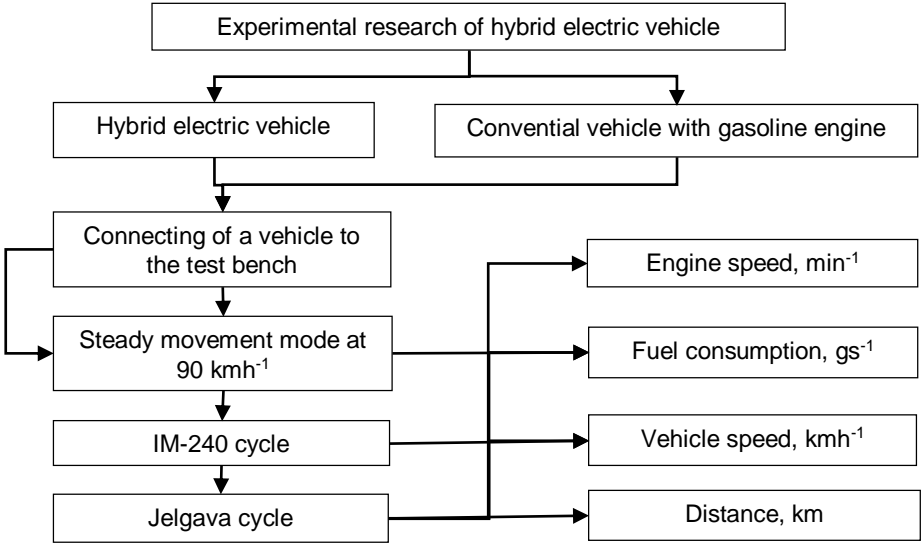 Experimental research of hybrid electric vehicle
Hybrid electric vehicle
Convential vehicle with gasoline engine
Connecting of a vehicle to
the test bench
Engine speed, min⁻¹
Steady movement mode at
90 kmh⁻¹
Fuel consumption, gs⁻¹
IM-240 cycle
Vehicle speed, kmh⁻¹
Jelgava cycle
Distance, km